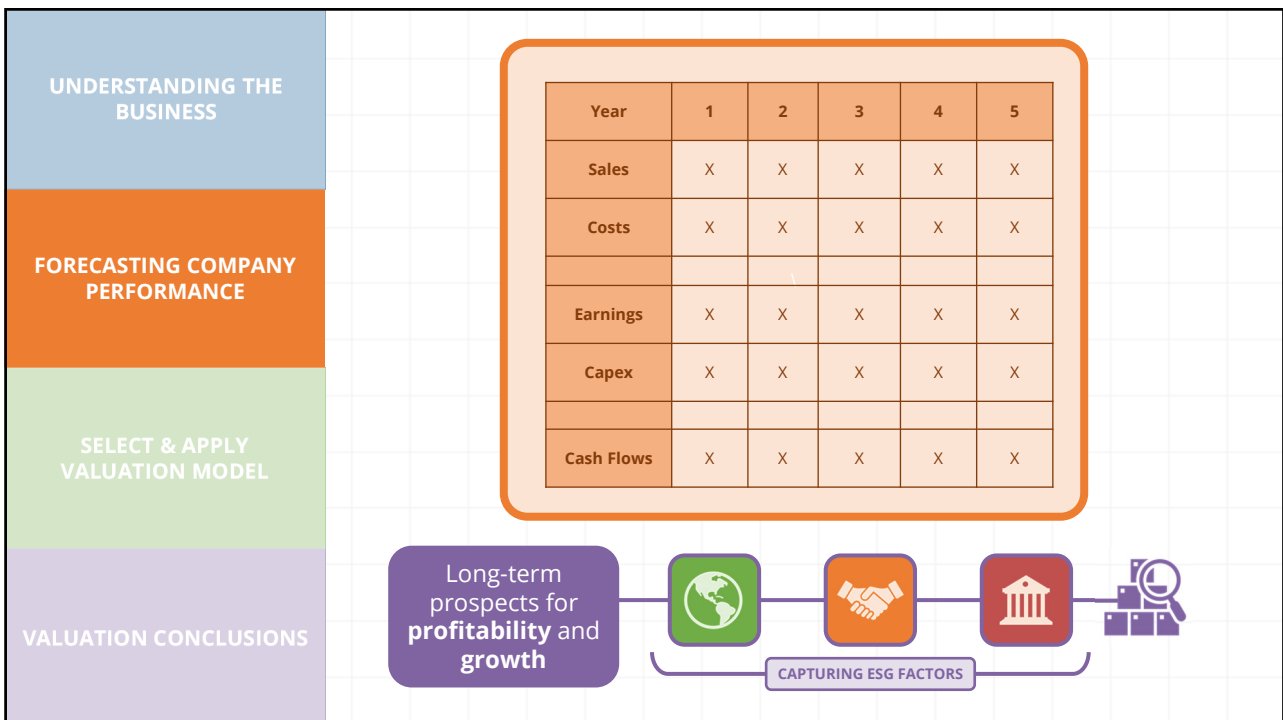 UNDERSTANDING THE
BUSINESS
FORECASTING COMPANY
PERFORMANCE
SELECT & APPLY
VALUATION MODEL
VALUATION CONCLUSIONS
Year 1 2 3 4 5
Sales X X X X X
Costs X X X X X
Earnings X X X X X
Capex X X X X X
Cash Flows X X X X X
Long-term
prospects for
profitability and
growth
CAPTURING ESG FACTORS